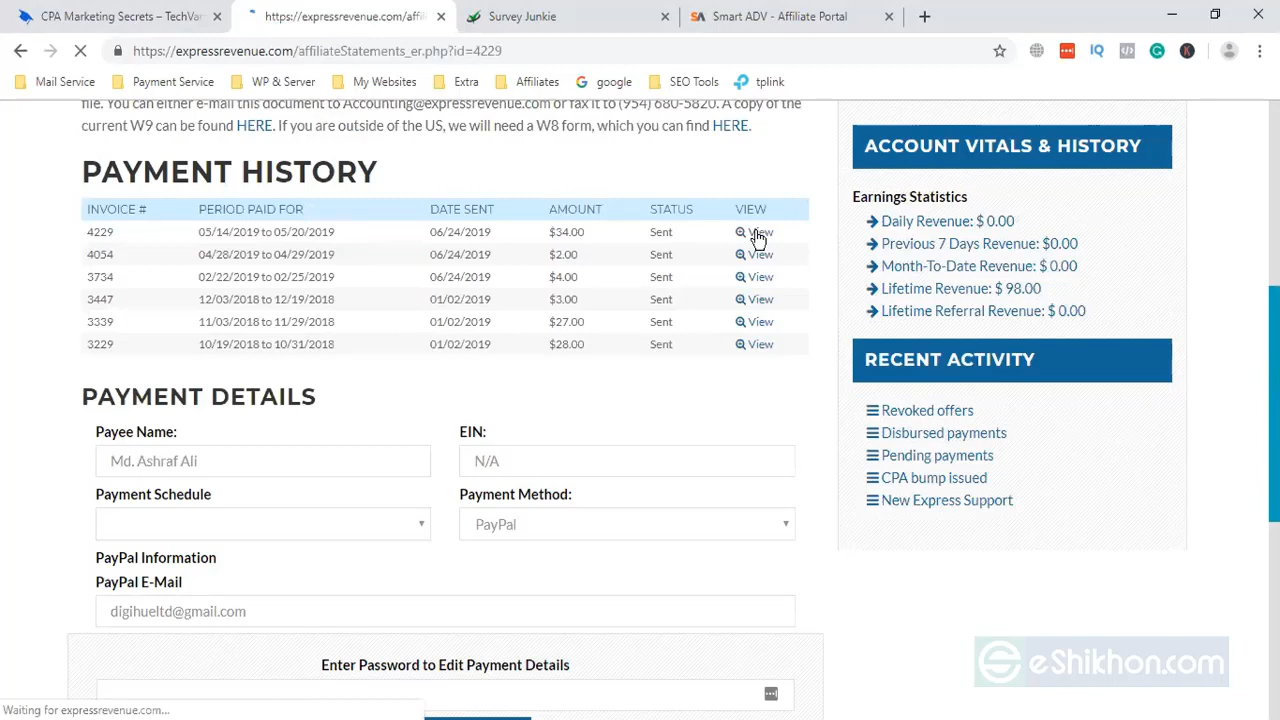 CPA Marketing Secrets – TechVar
https://expressrevenue.com/affil
Survey Junkie
Smart ADV - Affiliate Portal
https://expressrevenue.com/affiliateStatements_er.php?id=4229
Mail Service
Payment Service
WP & Server
My Websites
Extra
Affiliates
google
SEO Tools
tplink
file. You can either e-mail this document to Accounting@expressrevenue.com or fax it to (954) 680-5820. A copy of the
current W9 can be found HERE. If you are outside of the US, we will need a W8 form, which you can find HERE.
PAYMENT HISTORY
INVOICE # PERIOD PAID FOR DATE SENT AMOUNT STATUS VIEW
4229 05/14/2019 to 05/20/2019 06/24/2019 $34.00 Sent View
4054 04/28/2019 to 04/29/2019 06/24/2019 $2.00 Sent View
3734 02/22/2019 to 02/25/2019 06/24/2019 $4.00 Sent View
3447 12/03/2018 to 12/19/2018 01/02/2019 $3.00 Sent View
3339 11/03/2018 to 11/29/2018 01/02/2019 $27.00 Sent View
3229 10/19/2018 to 10/31/2018 01/02/2019 $28.00 Sent View
PAYMENT DETAILS
Payee Name: EIN:
Md. Ashraf Ali N/A
Payment Schedule Payment Method:
PayPal
PayPal Information
PayPal E-Mail
digihueltd@gmail.com
Enter Password to Edit Payment Details
ACCOUNT VITALS & HISTORY
Earnings Statistics
Daily Revenue: $ 0.00
Previous 7 Days Revenue: $0.00
Month-To-Date Revenue: $ 0.00
Lifetime Revenue: $ 98.00
Lifetime Referral Revenue: $ 0.00
RECENT ACTIVITY
Revoked offers
Disbursed payments
Pending payments
CPA bump issued
New Express Support
eShikhon.com
Waiting for expressrevenue.com...